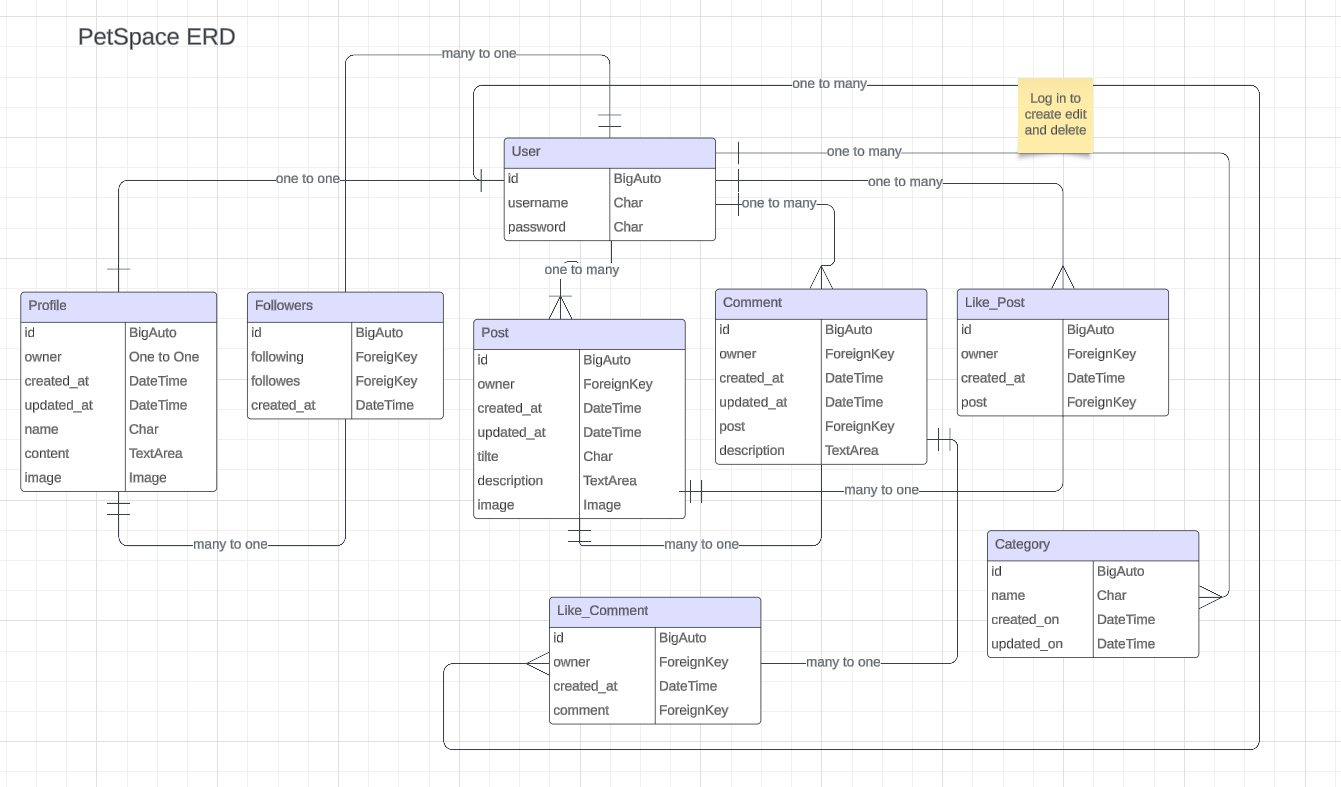 PetSpace ERD
many to one
one to many
Log in to
create edit
and delete
User
id BigAuto
username Char
password Char
one to many
one to many
one to many
one to one
one to many
Profile
id BigAuto
owner One to One
created_at DateTime
updated_at DateTime
name Char
content TextArea
image Image
Followers
id BigAuto
following ForeigKey
followes ForeigKey
created_at DateTime
Post
id BigAuto
owner ForeignKey
created_at DateTime
updated_at DateTime
tilte Char
description TextArea
image Image
Comment
id BigAuto
owner ForeignKey
created_at DateTime
updated_at DateTime
post ForeignKey
description TextArea
Like_Post
id BigAuto
owner ForeignKey
created_at DateTime
post ForeignKey
many to one
many to one
many to one
Category
id BigAuto
name Char
created_on DateTime
updated_on DateTime
Like_Comment
id BigAuto
owner ForeignKey
created_at DateTime
comment ForeignKey
many to one